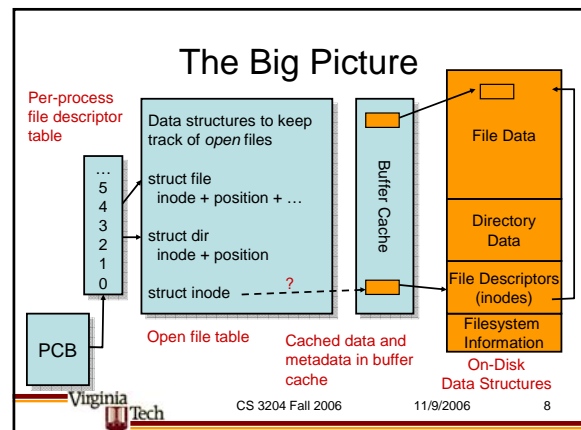 The Big Picture
Per-process
file descriptor
table
…
5
4
3
2
1
0
PCB
Data structures to keep
track of open files
struct file
inode + position + …
struct dir
inode + position
struct inode
?
Open file table
Buffer Cache
Cached data and
metadata in buffer
cache
File Data
Directory
Data
File Descriptors
(inodes)
Filesystem
Information
On-Disk
Data Structures
Virginia
Tech
CS 3204 Fall 2006
11/9/2006
8